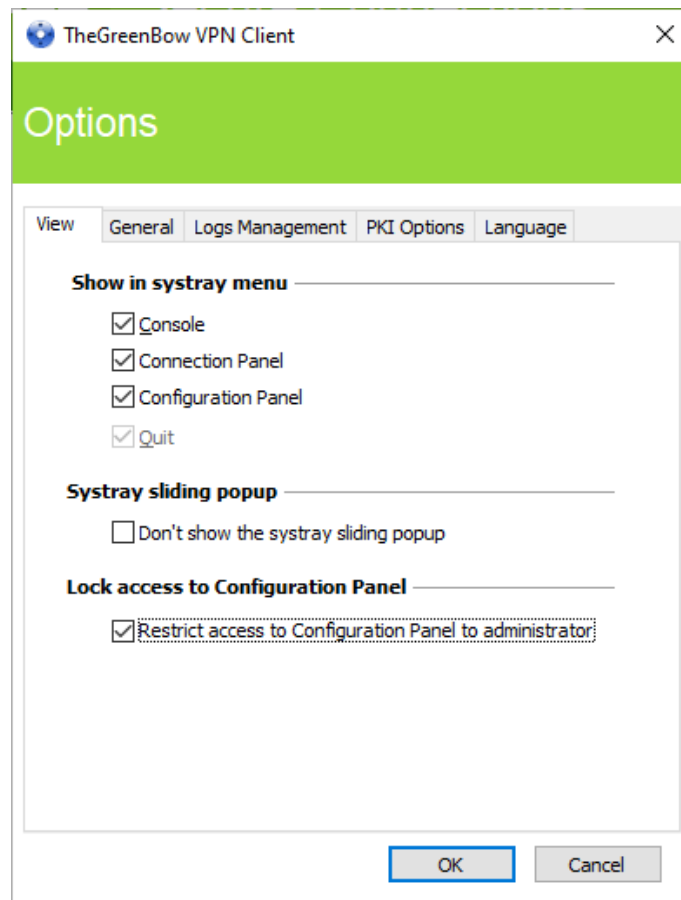 TheGreenBow VPN Client
Options
View General Logs Management PKI Options Language
Show in systray menu
Console
Connection Panel
Configuration Panel
Quit
Systray sliding popup
Don't show the systray sliding popup
Lock access to Configuration Panel
Restrict access to Configuration Panel to administrator
OK Cancel